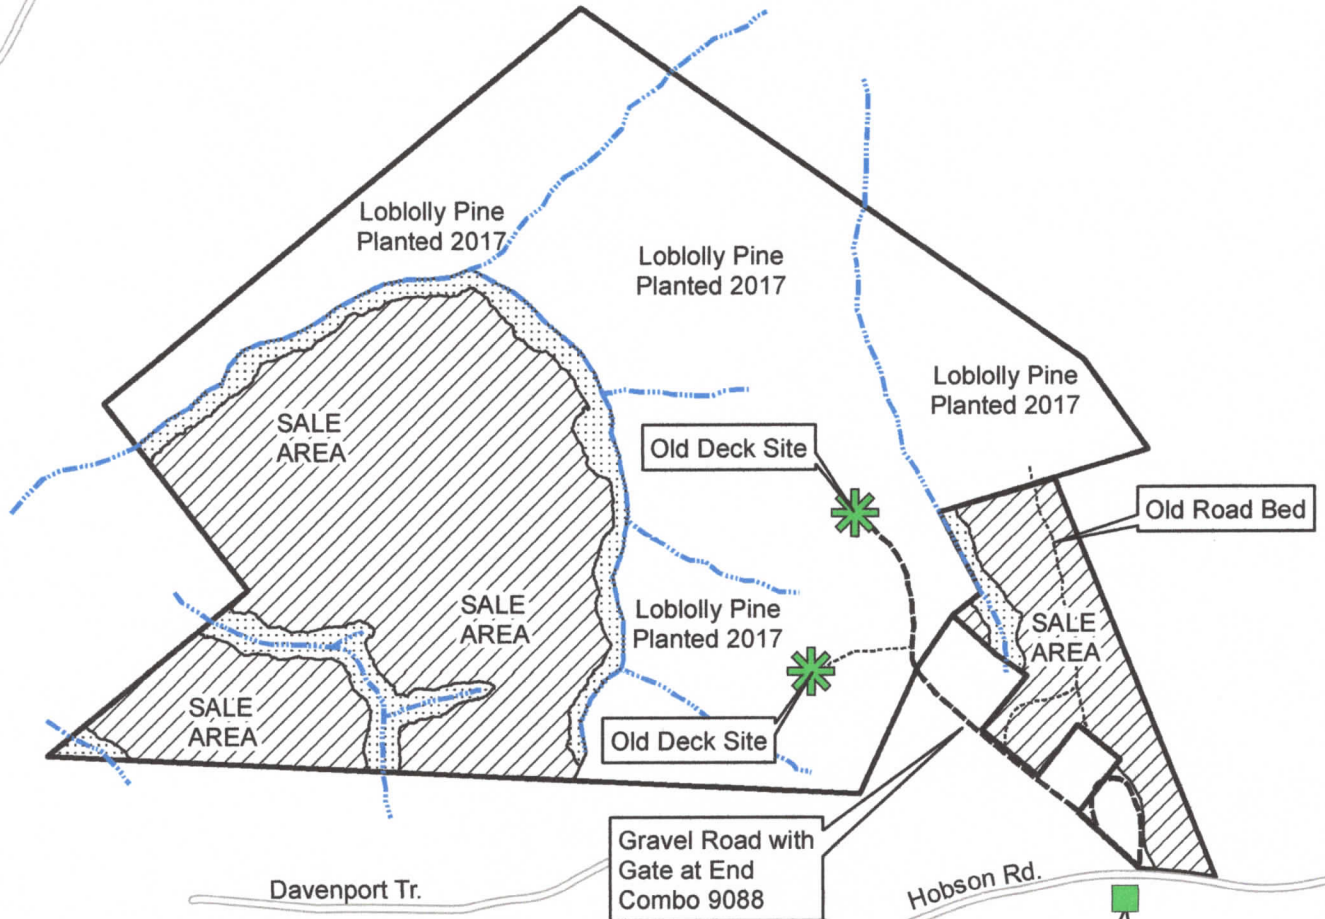 Loblolly Pine
Planted 2017
Loblolly Pine
Planted 2017
Loblolly Pine
Planted 2017
SALE
AREA
Old Deck Site
Old Road Bed
SALE
AREA
Loblolly Pine
Planted 2017
SALE
AREA
SALE
AREA
Old Deck Site
Gravel Road with
Gate at End
Combo 9088
Davenport Tr.
Hobson Rd.